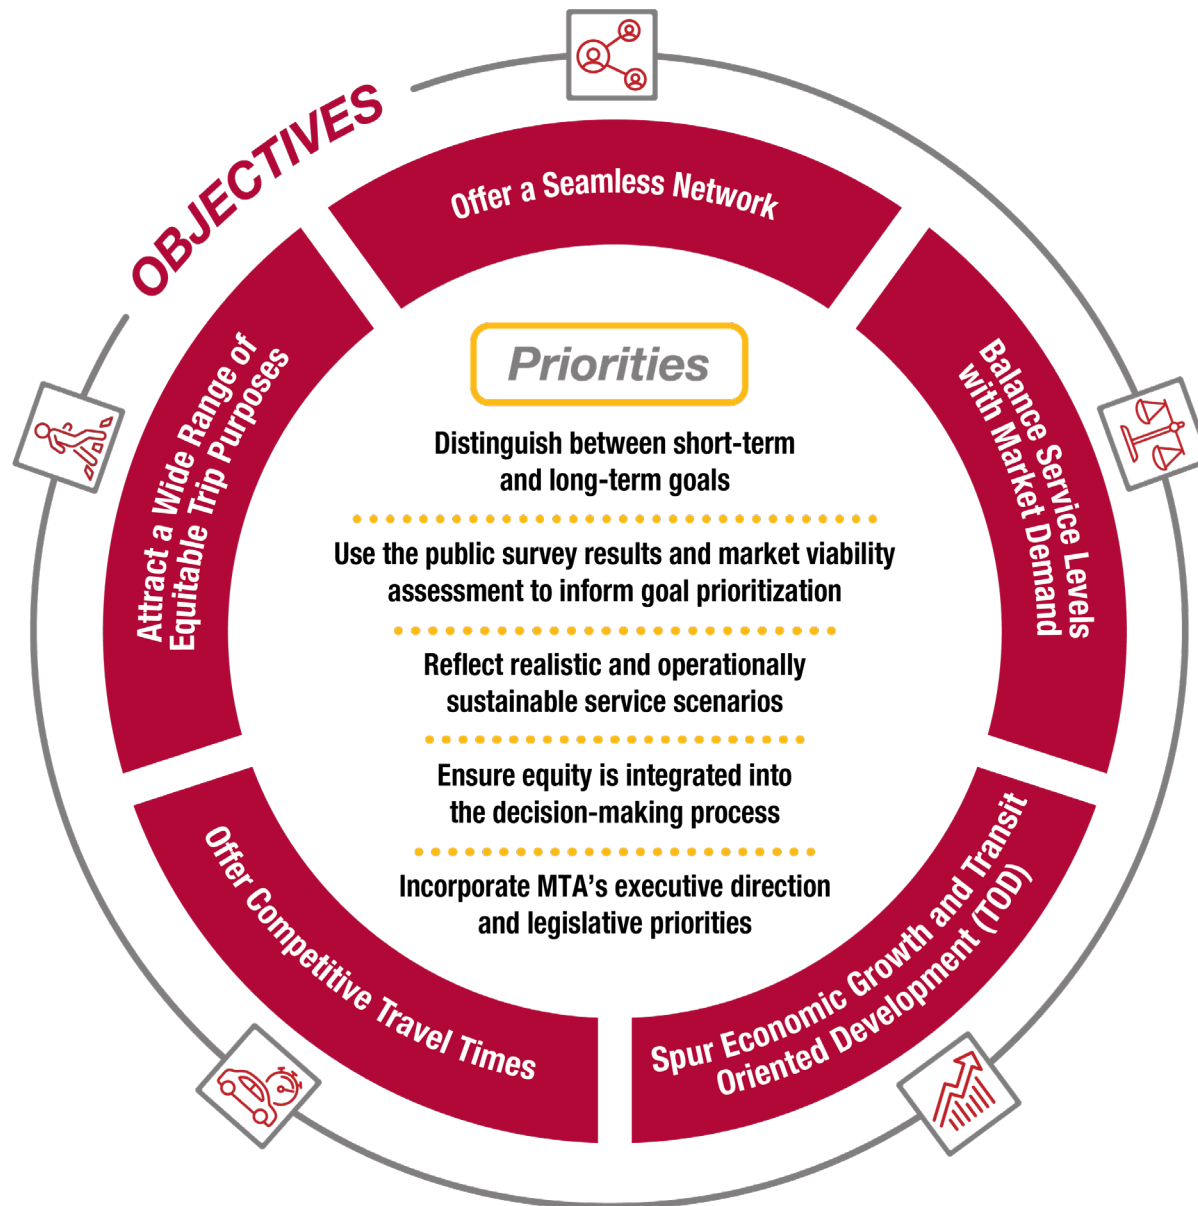 OBJECTIVES
Offer a Seamless Network
Balance Service Levels
with Market Demand
Spur Economic Growth and Transit
Oriented Development (TOD)
Offer Competitive Travel Times
Attract a Wide Range of
Equitable Trip Purposes
Priorities
Distinguish between short-term
and long-term goals
Use the public survey results and market viability
assessment to inform goal prioritization
Reflect realistic and operationally
sustainable service scenarios
Ensure equity is integrated into
the decision-making process
Incorporate MTA’s executive direction
and legislative priorities